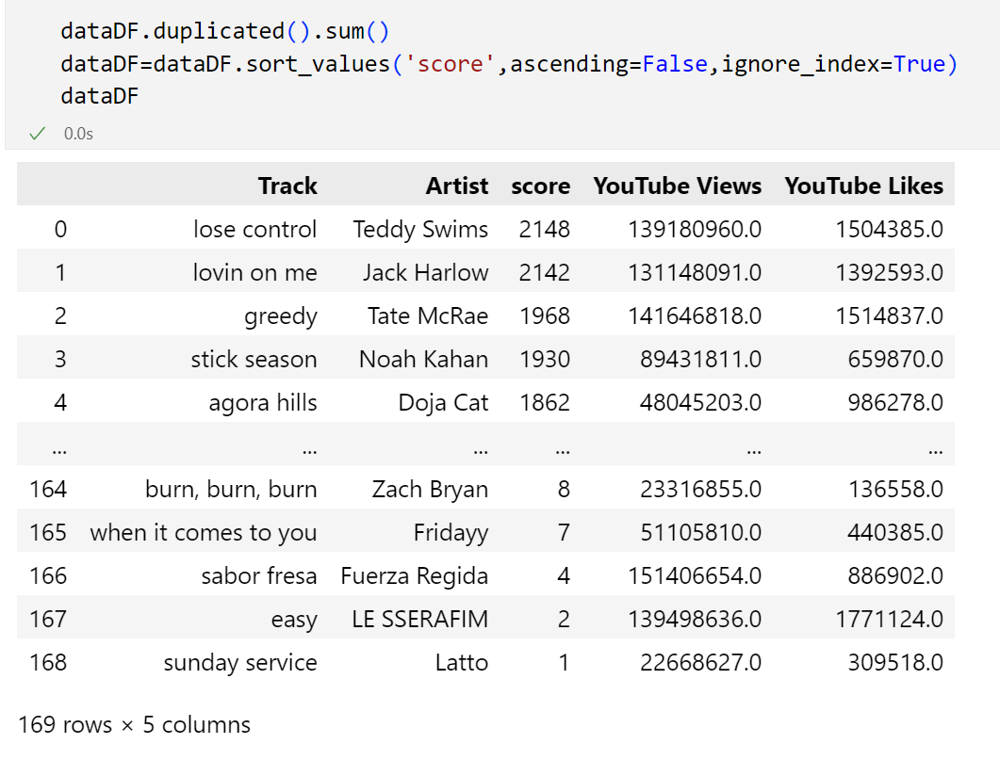 dataDF.duplicated().sum()
dataDF=dataDF.sort_values('score',ascending=False,ignore_index=True)
dataDF
✓ 0.0s
Track Artist score YouTube Views YouTube Likes
0 lose control Teddy Swims 2148 139180960.0 1504385.0
1 lovin on me Jack Harlow 2142 131148091.0 1392593.0
2 greedy Tate McRae 1968 141646818.0 1514837.0
3 stick season Noah Kahan 1930 89431811.0 659870.0
4 agora hills Doja Cat 1862 48045203.0 986278.0
... ... ... ... ... ...
164 burn, burn, burn Zach Bryan 8 23316855.0 136558.0
165 when it comes to you Fridayy 7 51105810.0 440385.0
166 sabor fresa Fuerza Regida 4 151406654.0 886902.0
167 easy LE SSERAFIM 2 139498636.0 1771124.0
168 sunday service Latto 1 22668627.0 309518.0
169 rows × 5 columns